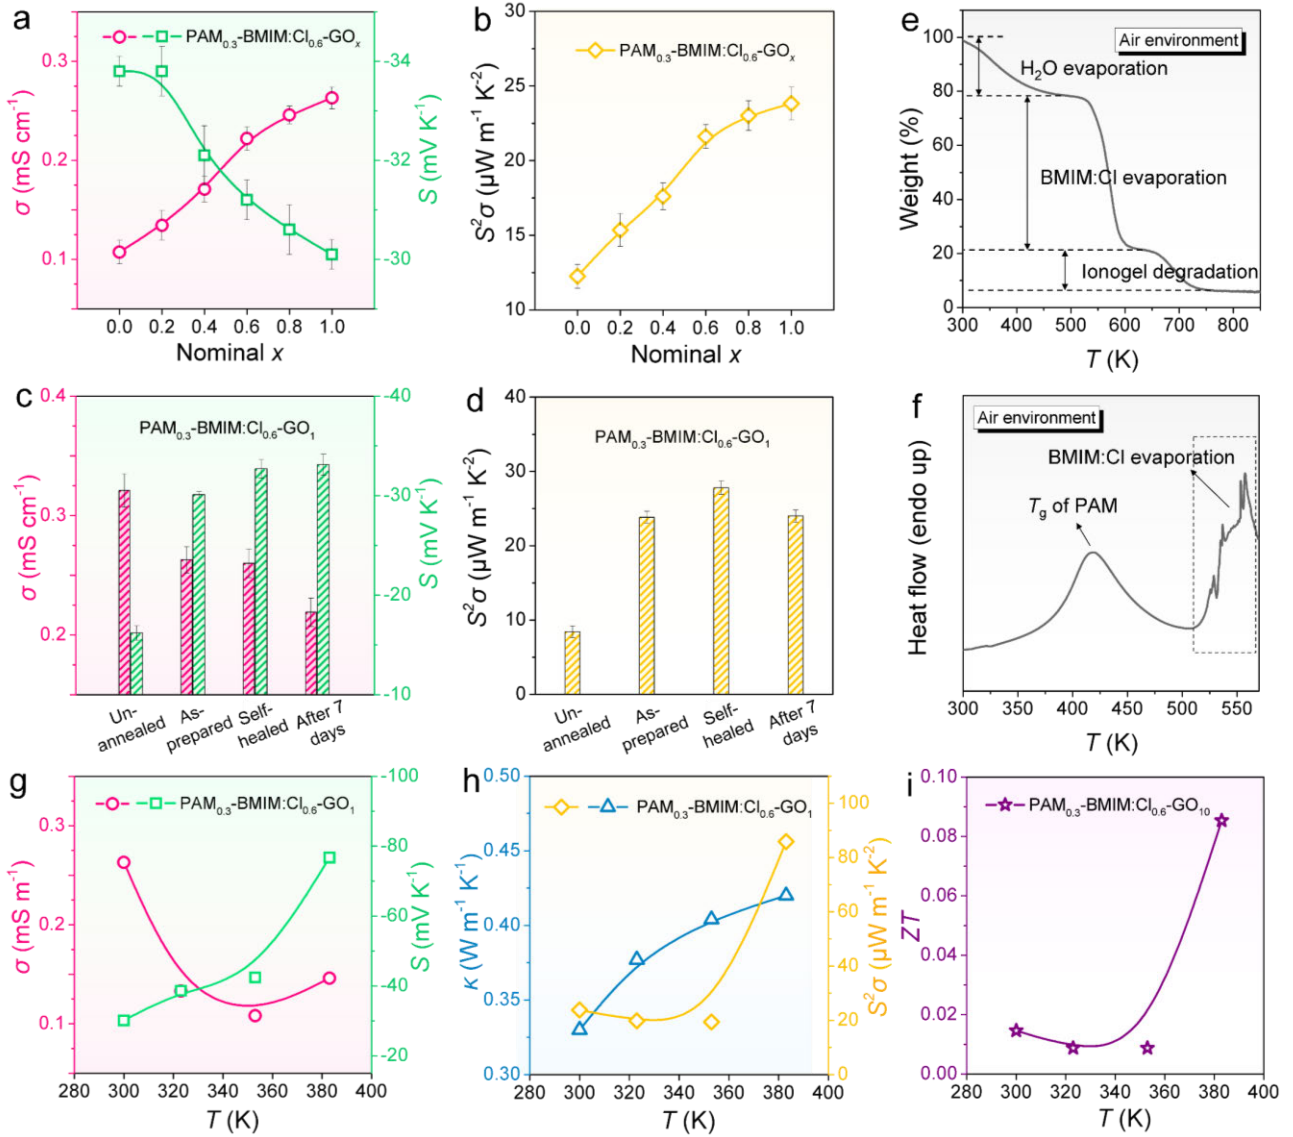 a
PAM0.3-BMIM:Cl0.6-GOx
σ (mS cm-1)
0.3
0.2
0.1
S (mV K-1)
-34
-32
-30
0.0 0.2 0.4 0.6 0.8 1.0
Nominal x
b
PAM0.3-BMIM:Cl0.6-GOx
S2σ (μW m-1 K-2)
30
25
20
15
10
0.0 0.2 0.4 0.6 0.8 1.0
Nominal x
e
Air environment
H2O evaporation
BMIM:Cl evaporation
Ionogel degradation
Weight (%)
100
80
60
40
20
0
300 400 500 600 700 800
T (K)
c
PAM0.3-BMIM:Cl0.6-GO1
σ (mS cm-1)
0.4
0.3
0.2
S (mV K-1)
-40
-30
-20
-10
Un-annealed
As-prepared
Self-healed
After 7 days
d
PAM0.3-BMIM:Cl0.6-GO1
S2σ (μW m-1 K-2)
40
30
20
10
0
Un-annealed
As-prepared
Self-healed
After 7 days
f
Air environment
BMIM:Cl evaporation
Tg of PAM
Heat flow (endo up)
300 350 400 450 500 550
T (K)
g
PAM0.3-BMIM:Cl0.6-GO1
σ (mS m-1)
0.3
0.2
0.1
S (mV K-1)
-100
-80
-60
-40
-20
280 300 320 340 360 380 400
T (K)
h
PAM0.3-BMIM:Cl0.6-GO1
κ (W m-1 K-1)
0.50
0.45
0.40
0.35
0.30
S2σ (μW m-1 K-2)
100
80
60
40
20
0
280 300 320 340 360 380 400
T (K)
i
PAM0.3-BMIM:Cl0.6-GO10
ZT
0.10
0.08
0.06
0.04
0.02
0.00
280 300 320 340 360 380 400
T (K)